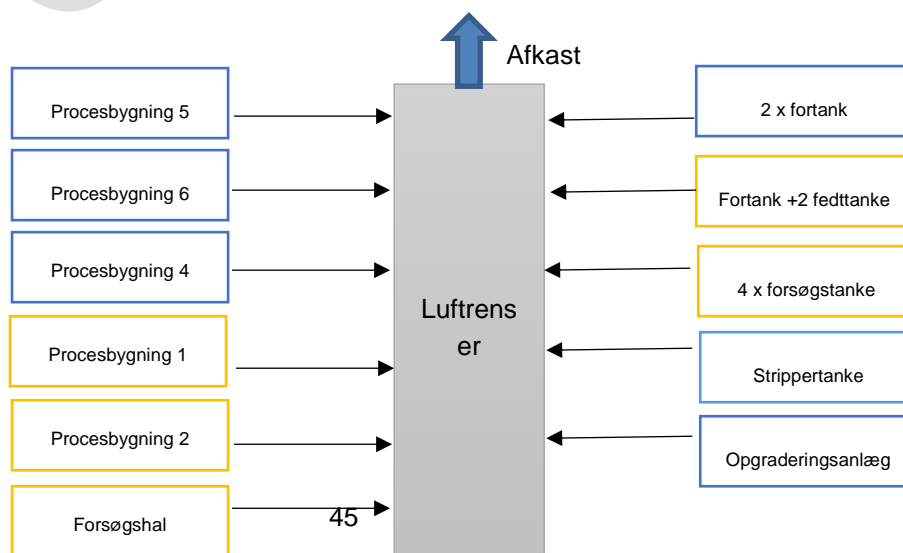 Afkast
Procesbygning 5
Procesbygning 6
Procesbygning 4
Procesbygning 1
Procesbygning 2
Forsøgshal
45
Luftrens
er
2 x fortank
Fortank +2 fedttanke
4 x forsøgstanke
Strippertanke
Opgraderingsanlæg